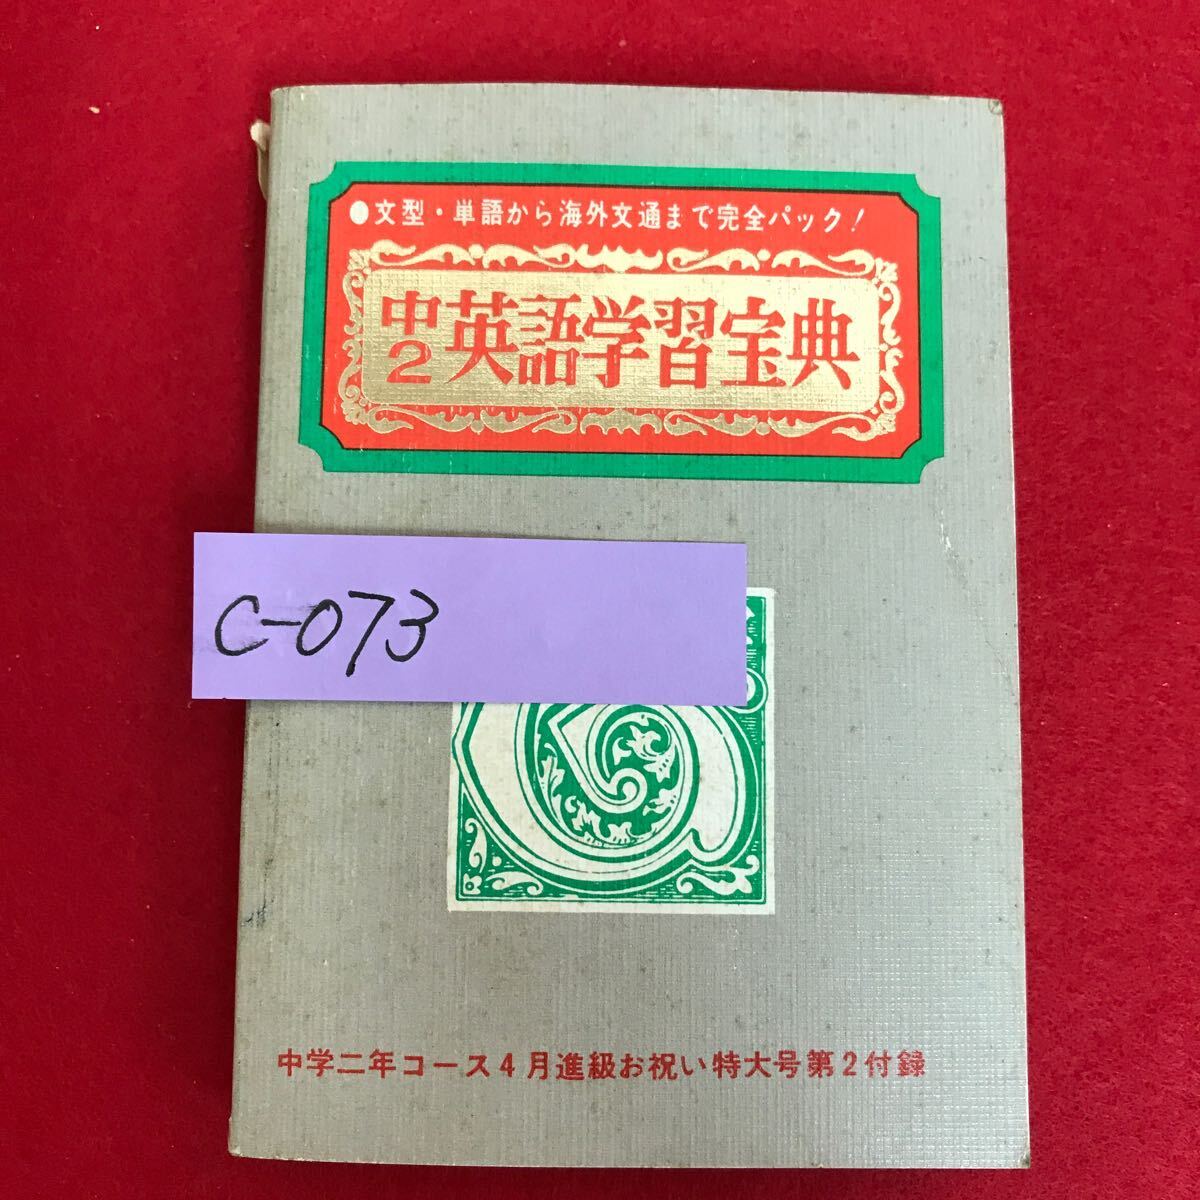 ●文型・単語から海外文通まで完全パック!
中2英語学習宝典
C-073
中学二年コース4月進級お祝い特大号第2付録